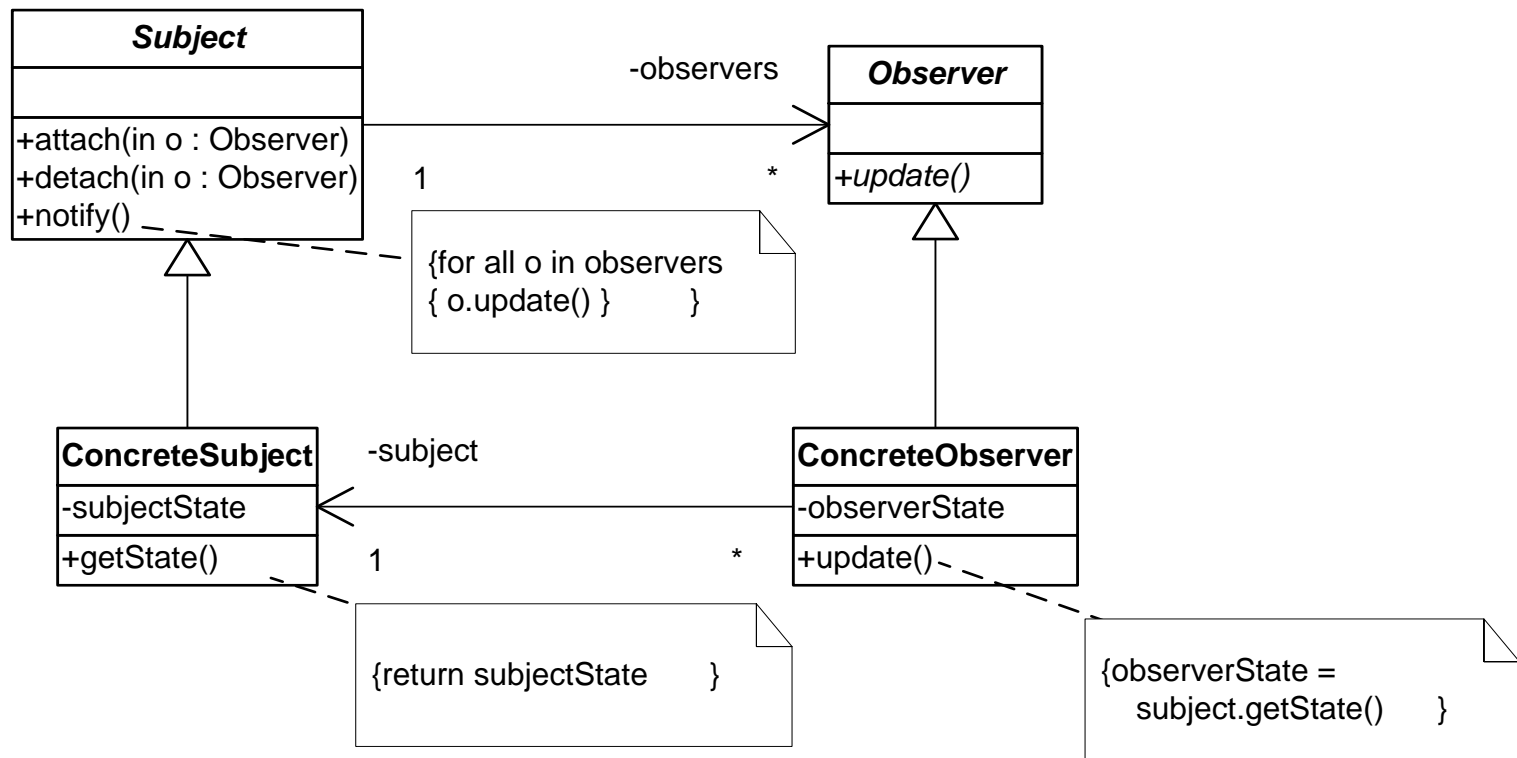 Subject
+attach(in o : Observer)
+detach(in o : Observer)
+notify()
-observers
1
*
Observer
+update()
{for all o in observers
{ o.update() } }
ConcreteSubject
-subjectState
+getState()
-subject
1
*
ConcreteObserver
-observerState
+update()
{return subjectState }
{observerState =
subject.getState() }